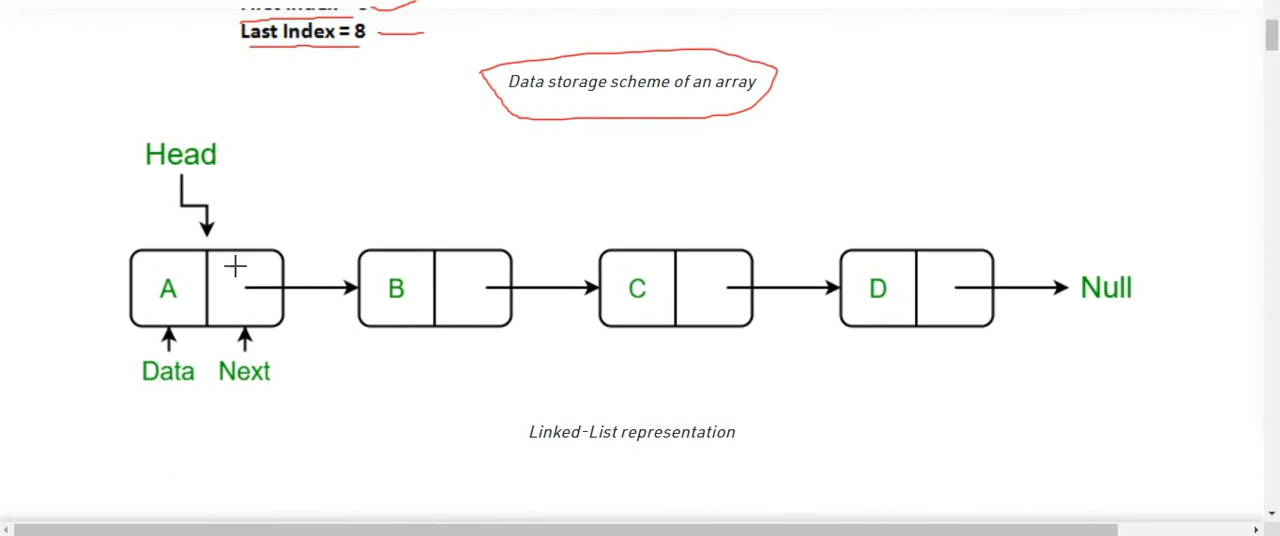 Last Index = 8
Data storage scheme of an array
Head
A
B
C
D
Null
Data
Next
Linked-List representation